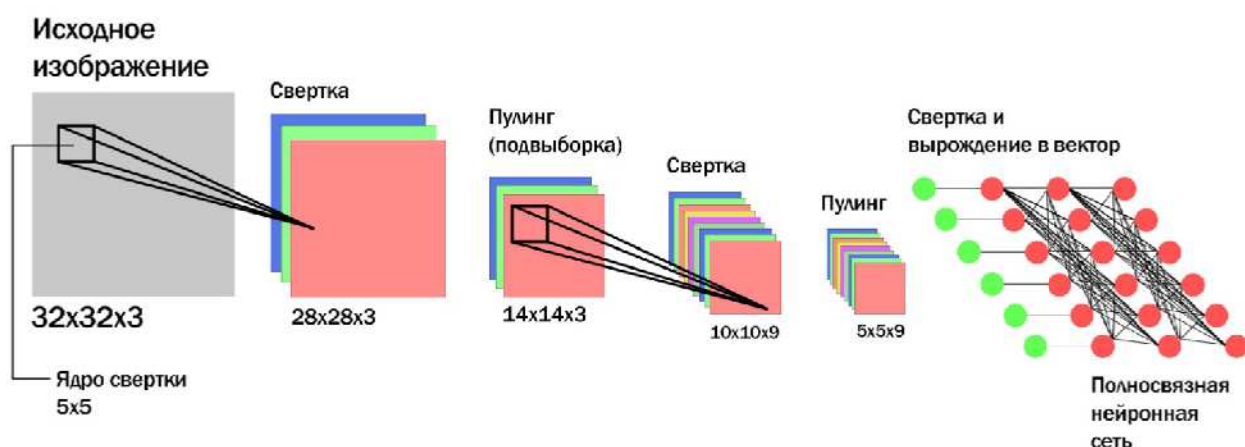 Исходное
изображение
Свертка
Пулинг
(подвыборка)
Свертка
Пулинг
Свертка и
вырождение в вектор
32x32x3
28x28x3
14x14x3
10x10x9
5x5x9
Ядро свертки
5x5
Полносвязная
нейронная
сеть